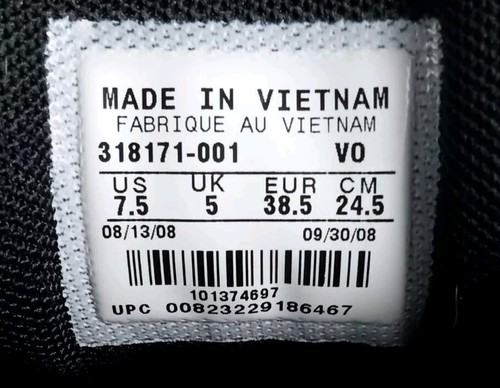 MADE IN VIETNAM
FABRIQUE AU VIETNAM
318171-001 VO
US UK EUR CM
7.5 5 38.5 24.5
08/13/08 09/30/08
101374697
UPC 00823229186467